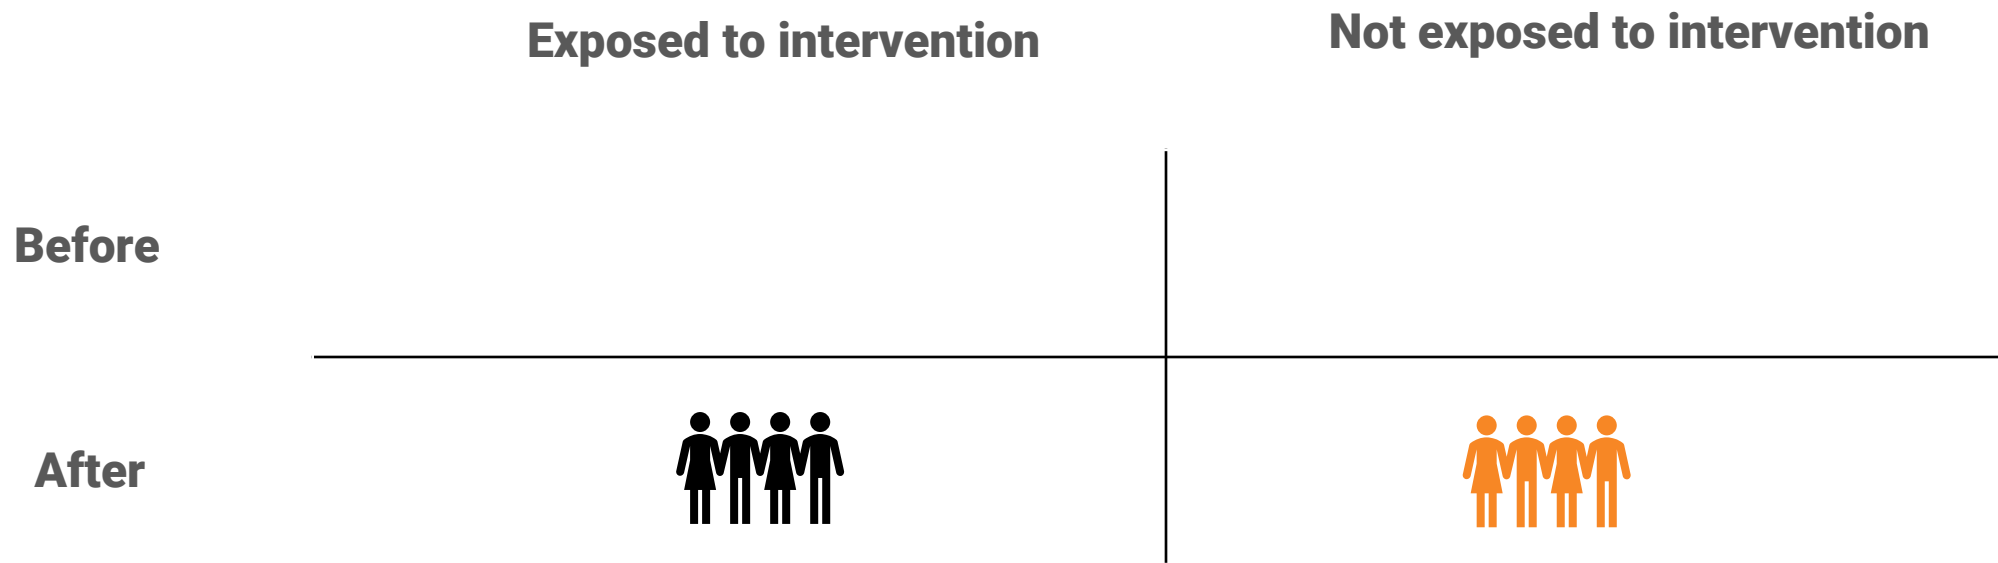 Exposed to intervention
Not exposed to intervention
Before
After